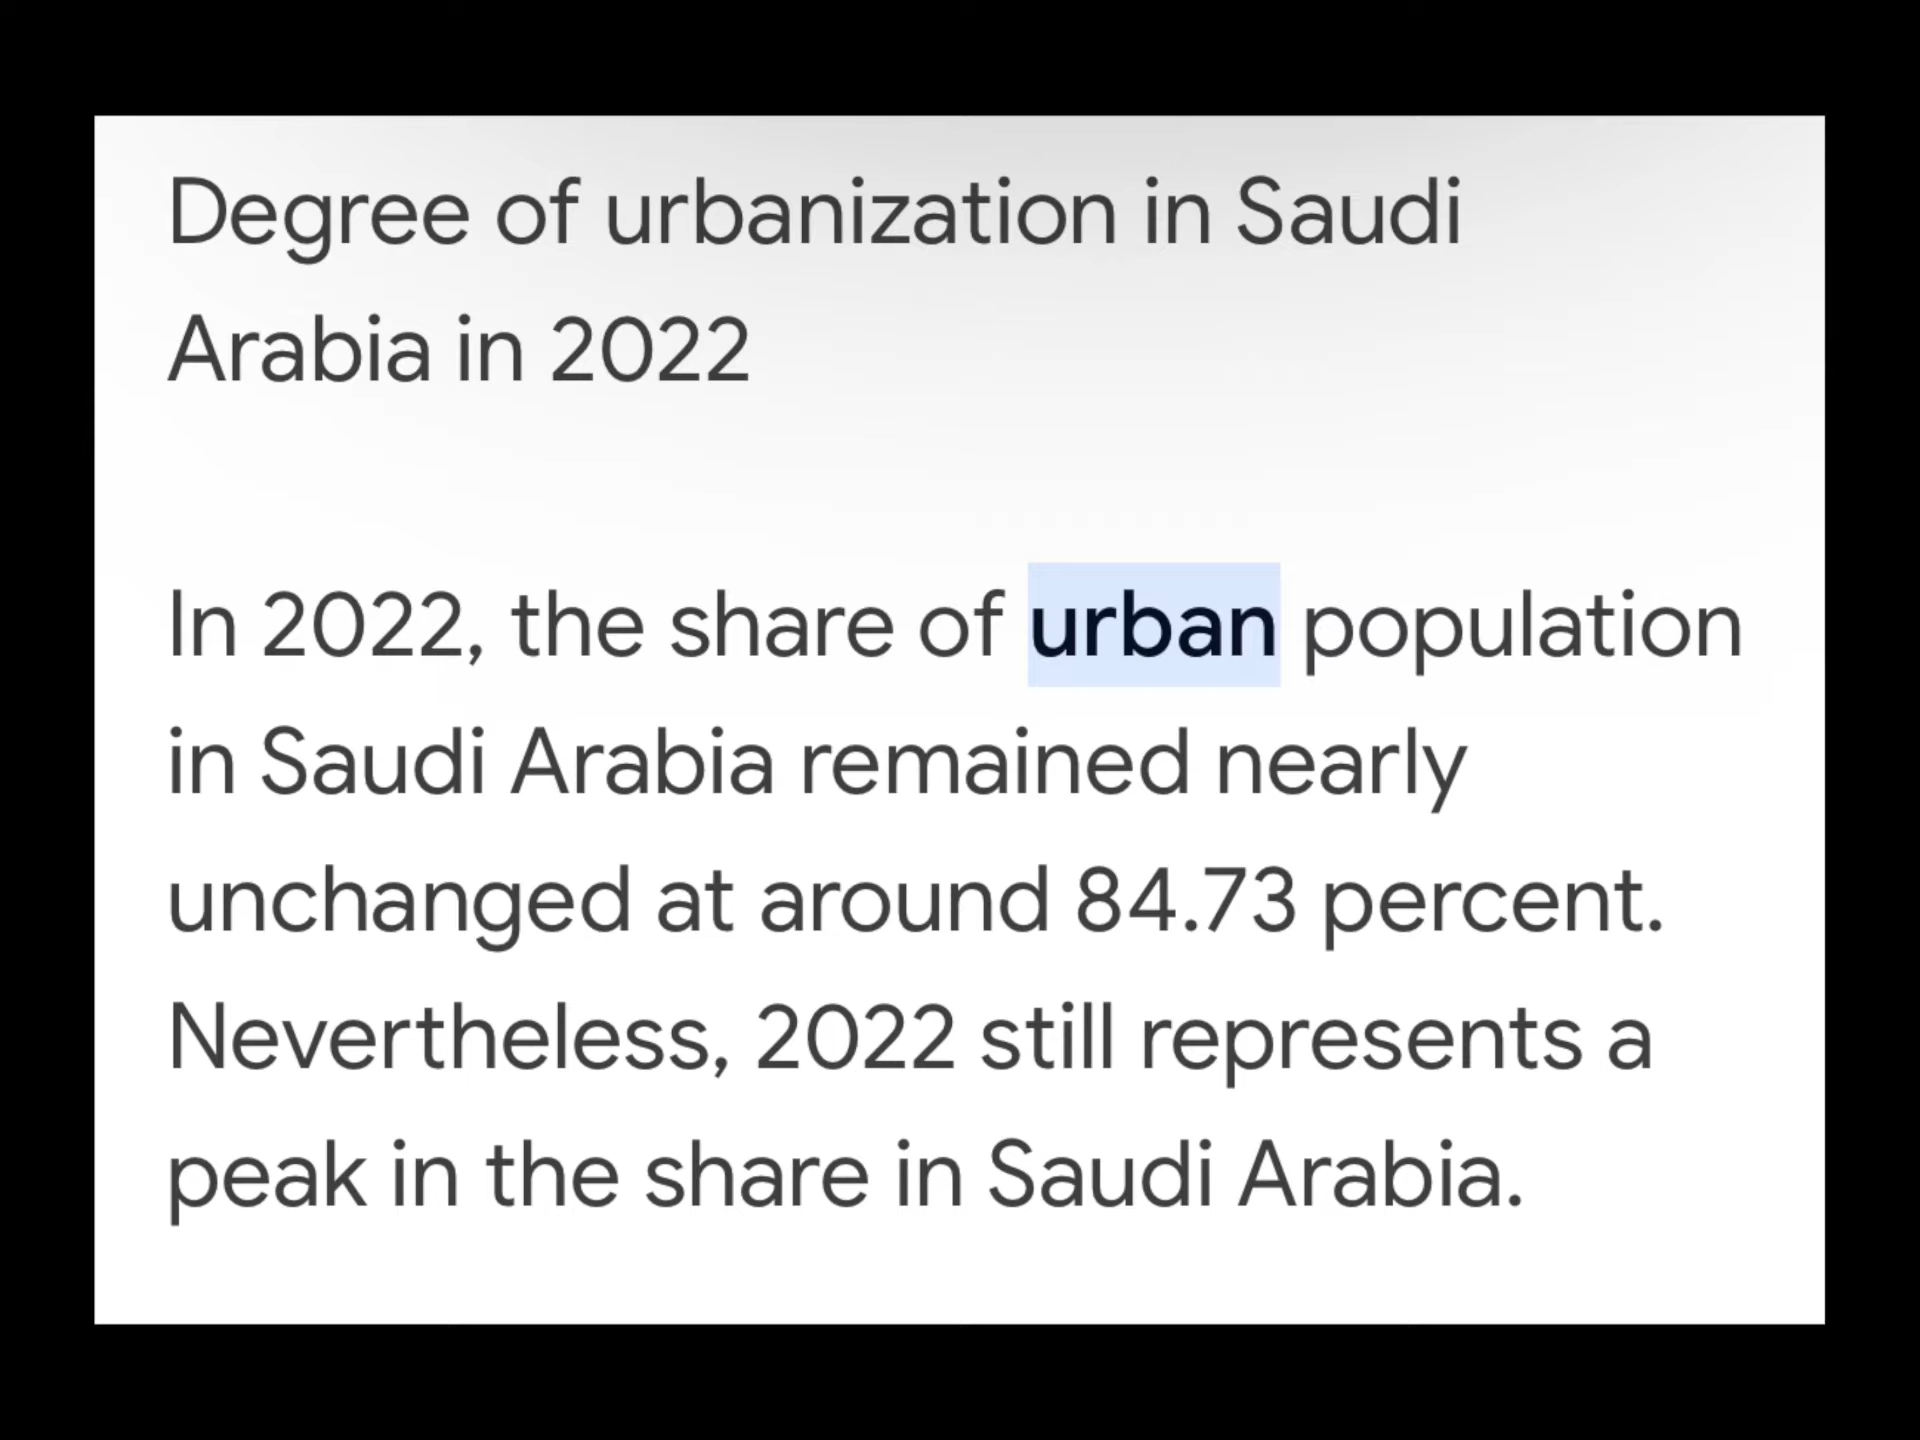 Degree of urbanization in Saudi
Arabia in 2022
In 2022, the share of urban population
in Saudi Arabia remained nearly
unchanged at around 84.73 percent.
Nevertheless, 2022 still represents a
peak in the share in Saudi Arabia.